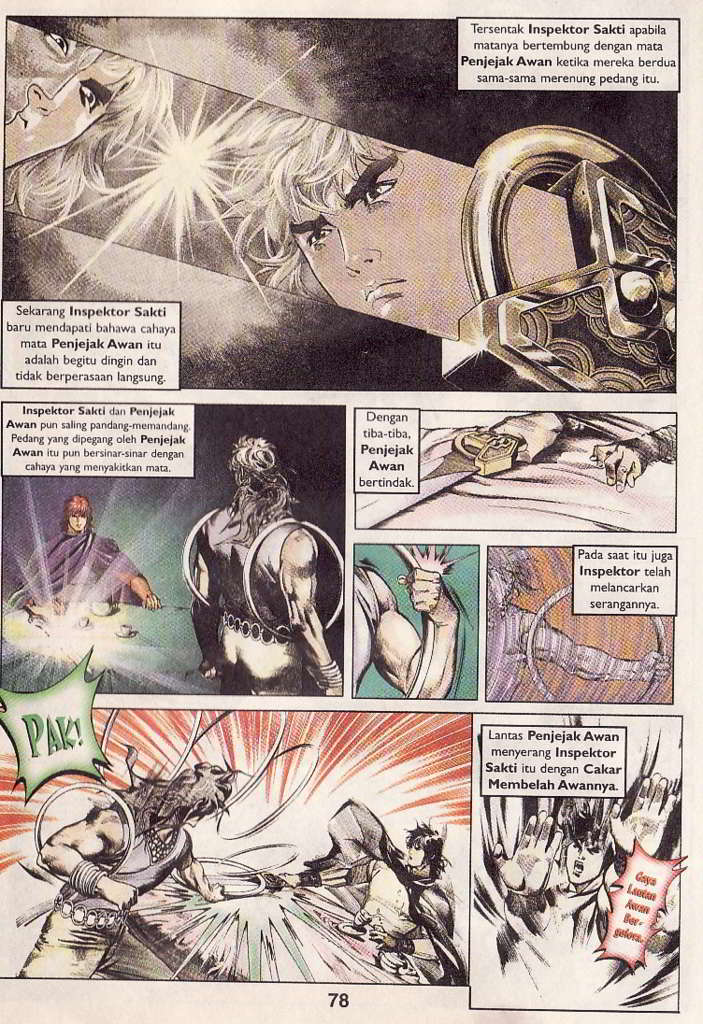 Tersentak Inspektor Sakti apabila
matanya bertembung dengan mata
Penjejak Awan ketika mereka berdua
sama-sama merenung pedang itu.
Sekarang Inspektor Sakti
baru mendapati bahawa cahaya
mata Penjejak Awan itu
adalah begitu dingin dan
tidak berperasaan langsung.
Inspektor Sakti dan Penjejak
Awan pun saling pandang-memandang.
Pedang yang dipegang oleh Penjejak
Awan itu pun bersinar-sinar dengan
cahaya yang menyakitkan mata.
Dengan
tiba-tiba,
Penjejak
Awan
bertindak.
Pada saat itu juga
Inspektor telah
melancarkan
serangannya.
PAK!
Lantas Penjejak Awan
menyerang Inspektor
Sakti itu dengan Cakar
Membelah Awannya.
Gaya
Lautan
Awan
Ber-
gelora.
78